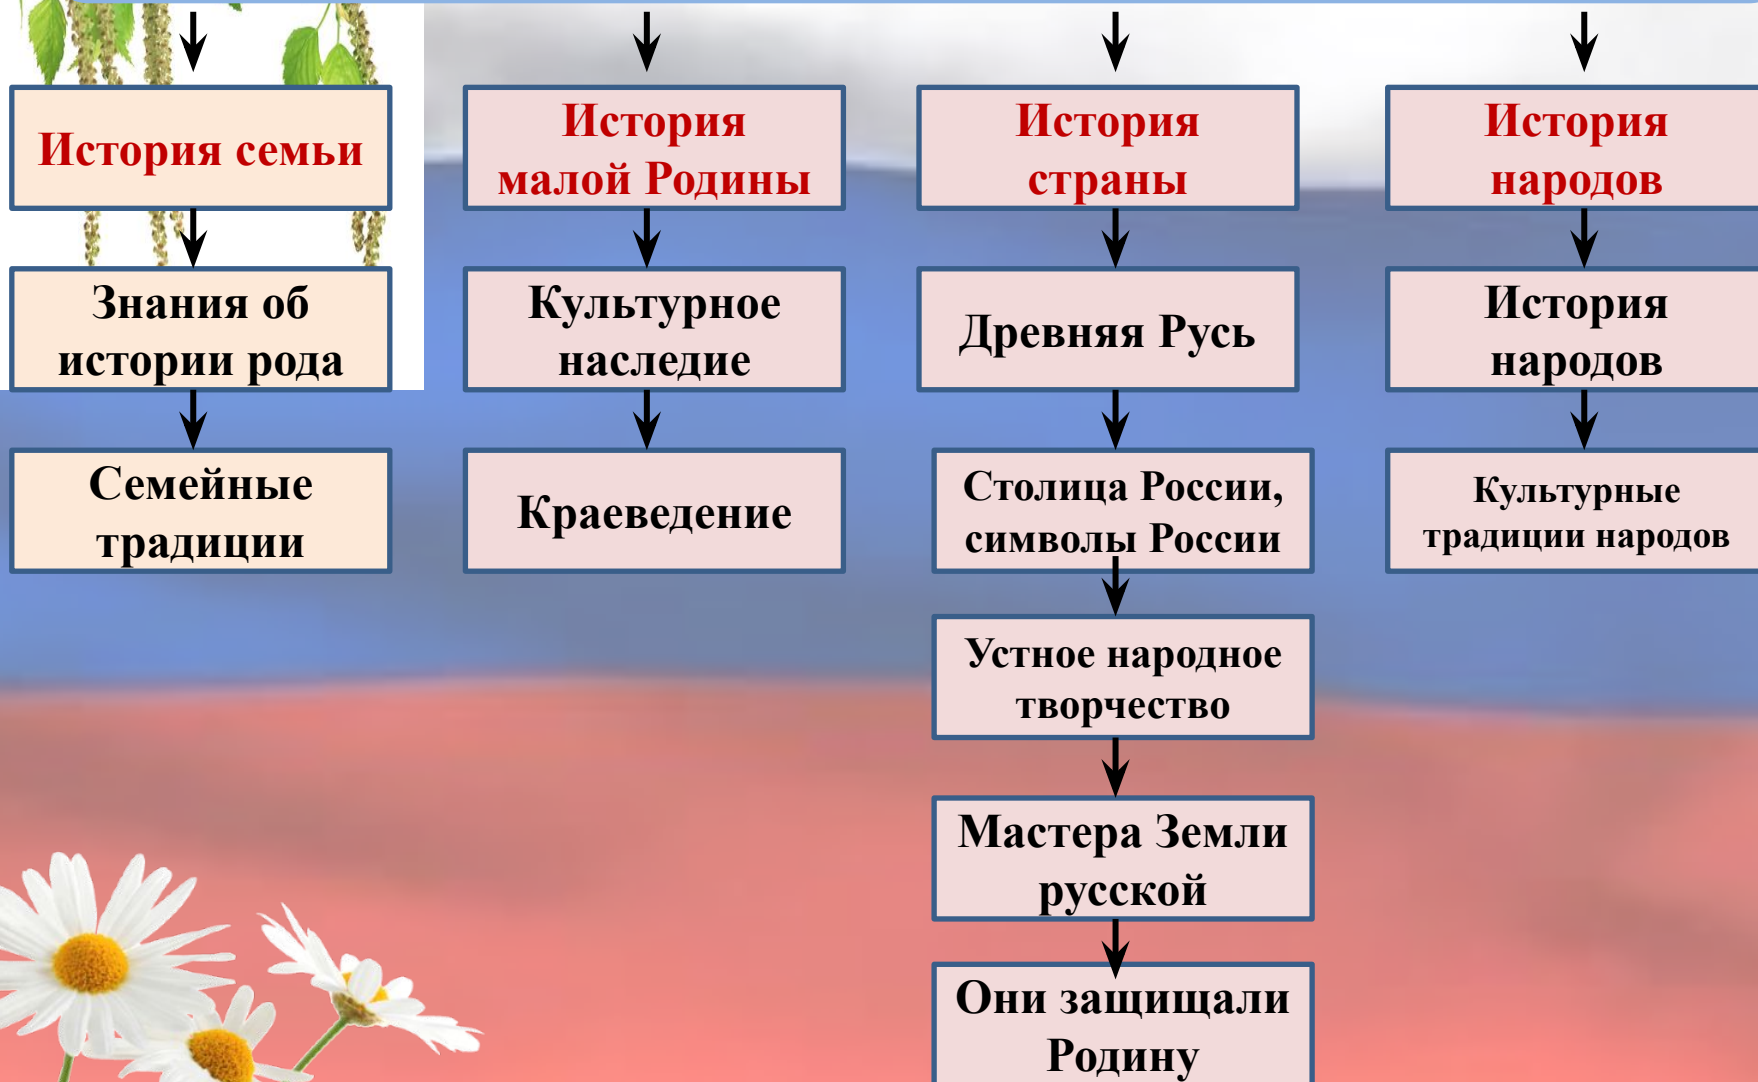 История семьи
История
малой Родины
История
страны
История
народов
Знания об
истории рода
Культурное
наследие
Древняя Русь
История
народов
Семейные
традиции
Краеведение
Столица России,
символы России
Культурные
традиции народов
Устное народное
творчество
Мастера Земли
русской
Они защищали
Родину